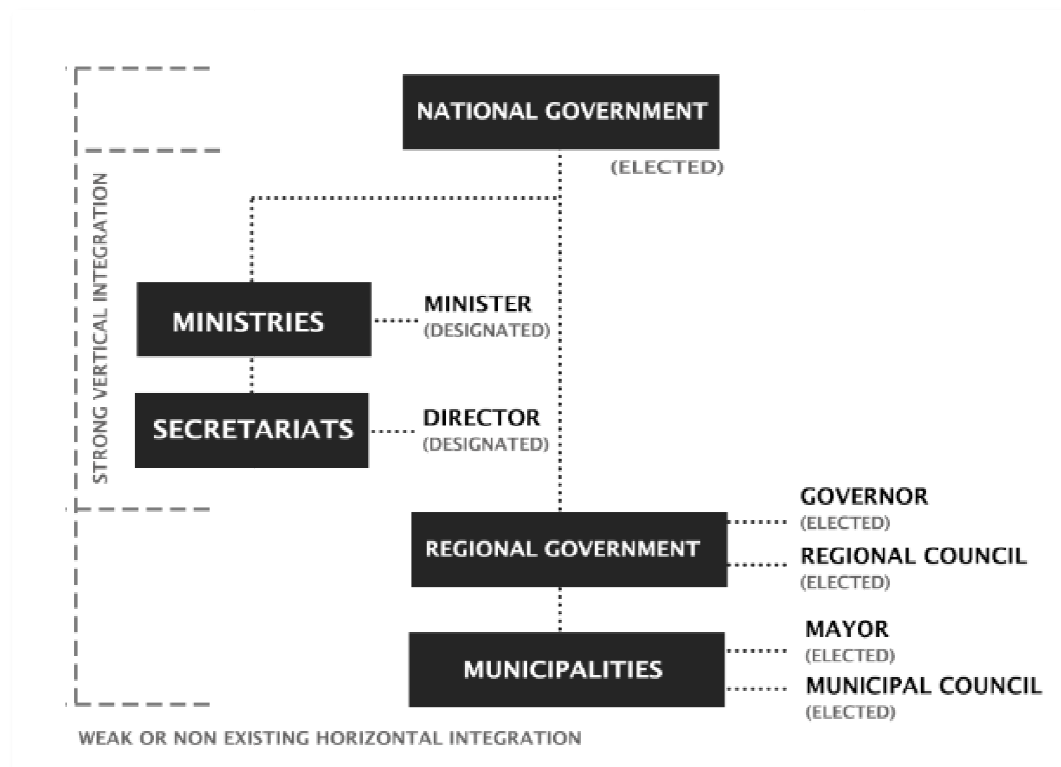 NATIONAL GOVERNMENT
(ELECTED)
STRONG VERTICAL INTEGRATION
MINISTRIES
MINISTER
(DESIGNATED)
SECRETARIATS
DIRECTOR
(DESIGNATED)
REGIONAL GOVERNMENT
GOVERNOR
(ELECTED)
REGIONAL COUNCIL
(ELECTED)
MUNICIPALITIES
MAYOR
(ELECTED)
MUNICIPAL COUNCIL
(ELECTED)
WEAK OR NON EXISTING HORIZONTAL INTEGRATION